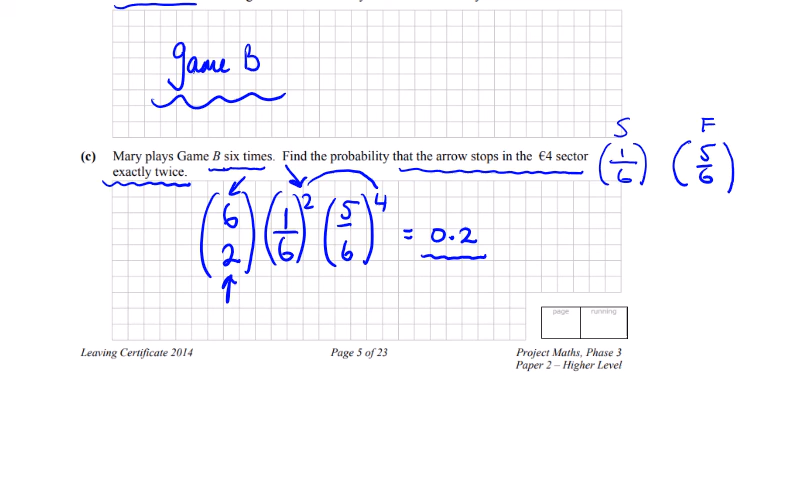 game B
S F
(c) Mary plays Game B six times. Find the probability that the arrow stops in the €4 sector (1/6) (5/6)
exactly twice.
(6 2) (1/6)^2 (5/6)^4 = 0.2
page running
Leaving Certificate 2014 Page 5 of 23 Project Maths, Phase 3
Paper 2 – Higher Level